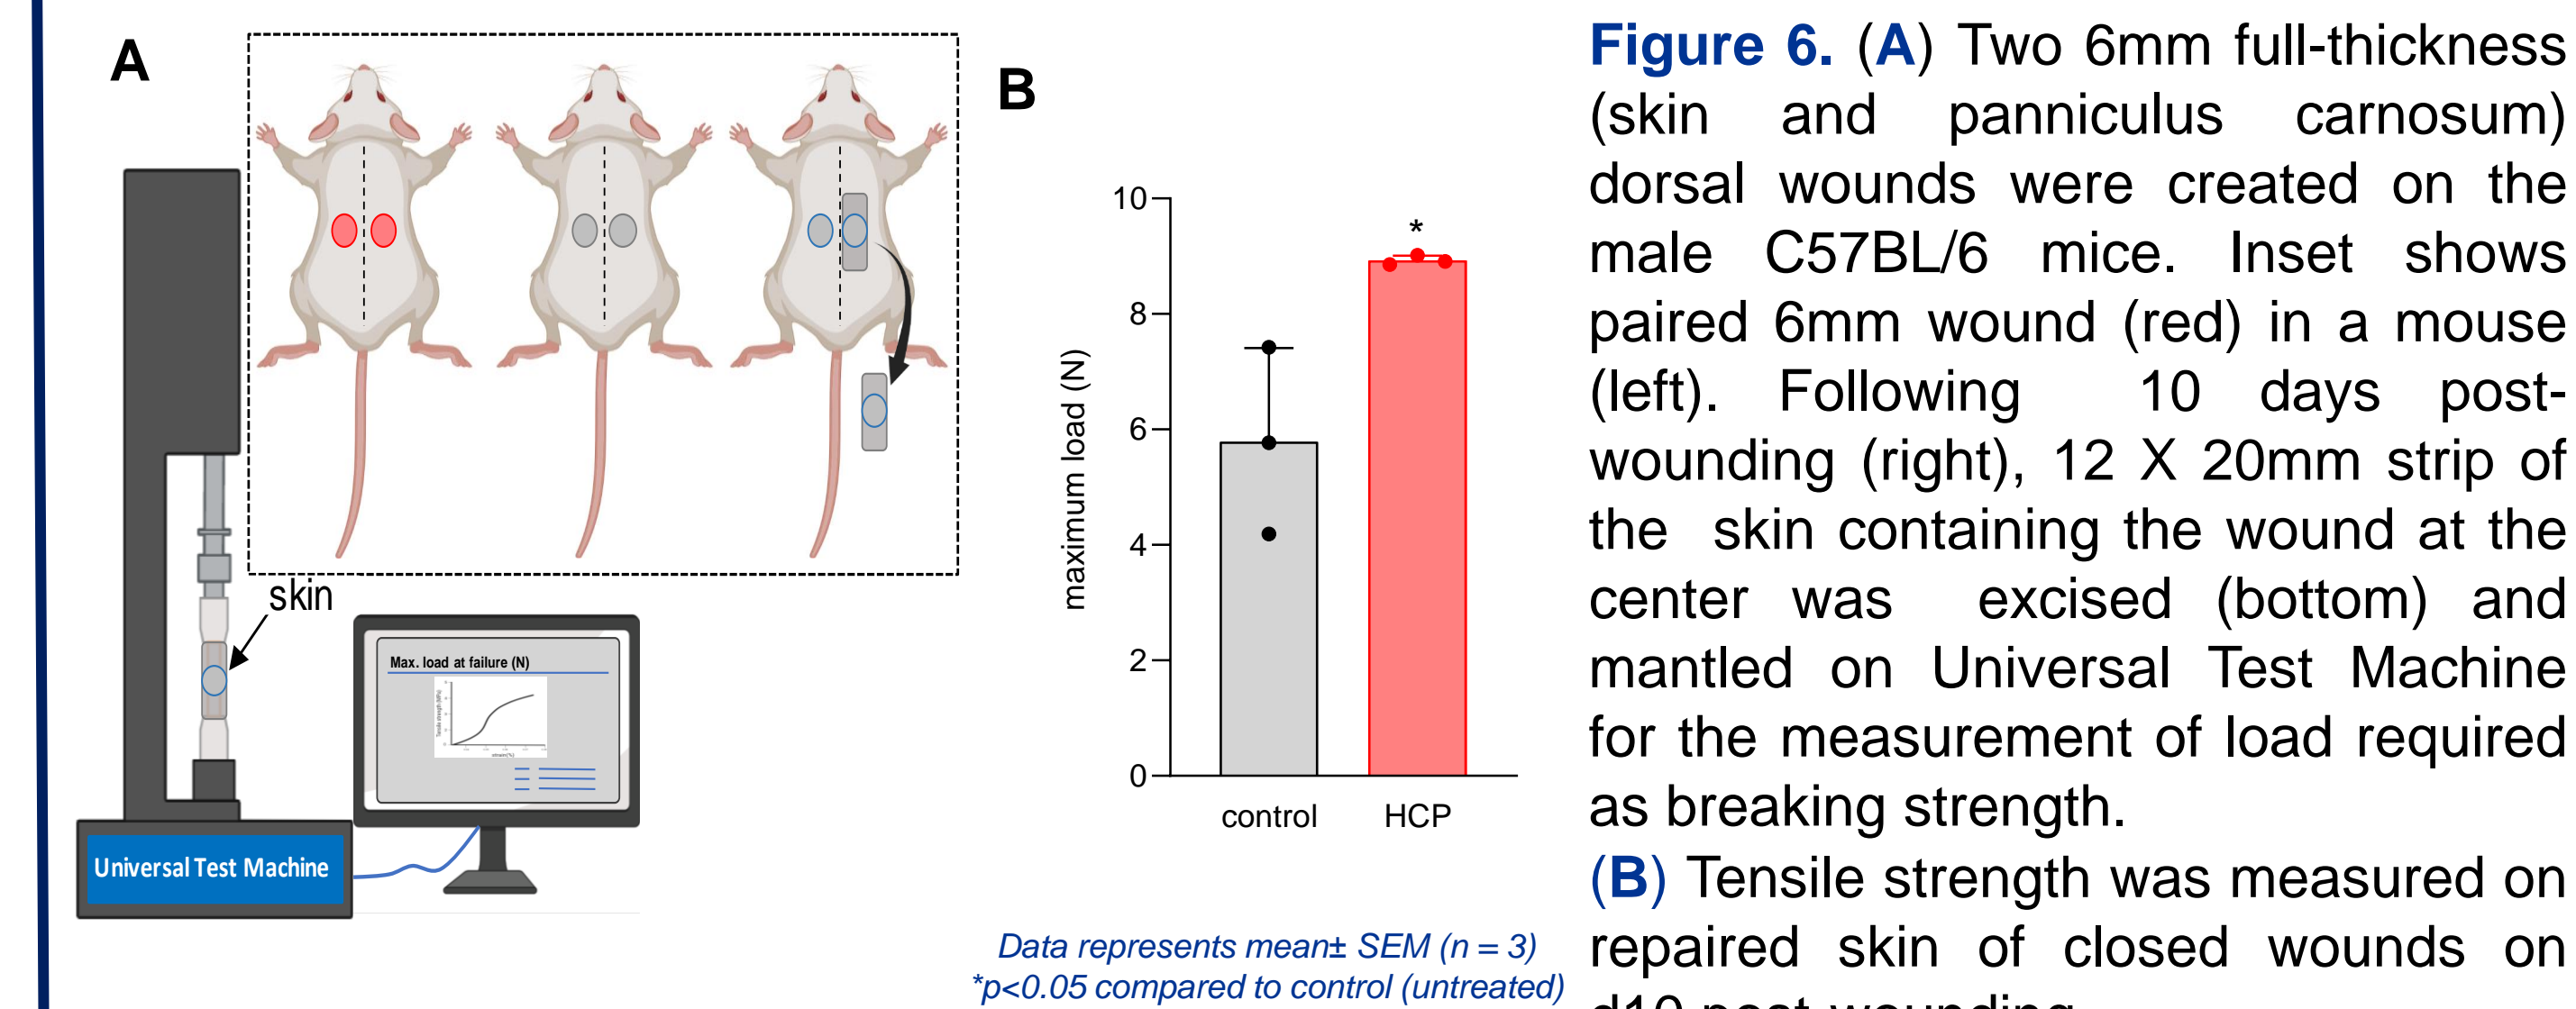 A
skin
Max. load at failure (N)
Universal Test Machine
B
maximum load (N)
10
8
6
4
2
0
*
control
HCP
Data represents mean± SEM (n = 3)
*p<0.05 compared to control (untreated)
Figure 6. (A) Two 6mm full-thickness
(skin and panniculus carnosum)
dorsal wounds were created on the
male C57BL/6 mice. Inset shows
paired 6mm wound (red) in a mouse
(left). Following 10 days post-
wounding (right), 12 X 20mm strip of
the skin containing the wound at the
center was excised (bottom) and
mantled on Universal Test Machine
for the measurement of load required
as breaking strength.
(B) Tensile strength was measured on
repaired skin of closed wounds on
d10 post wounding